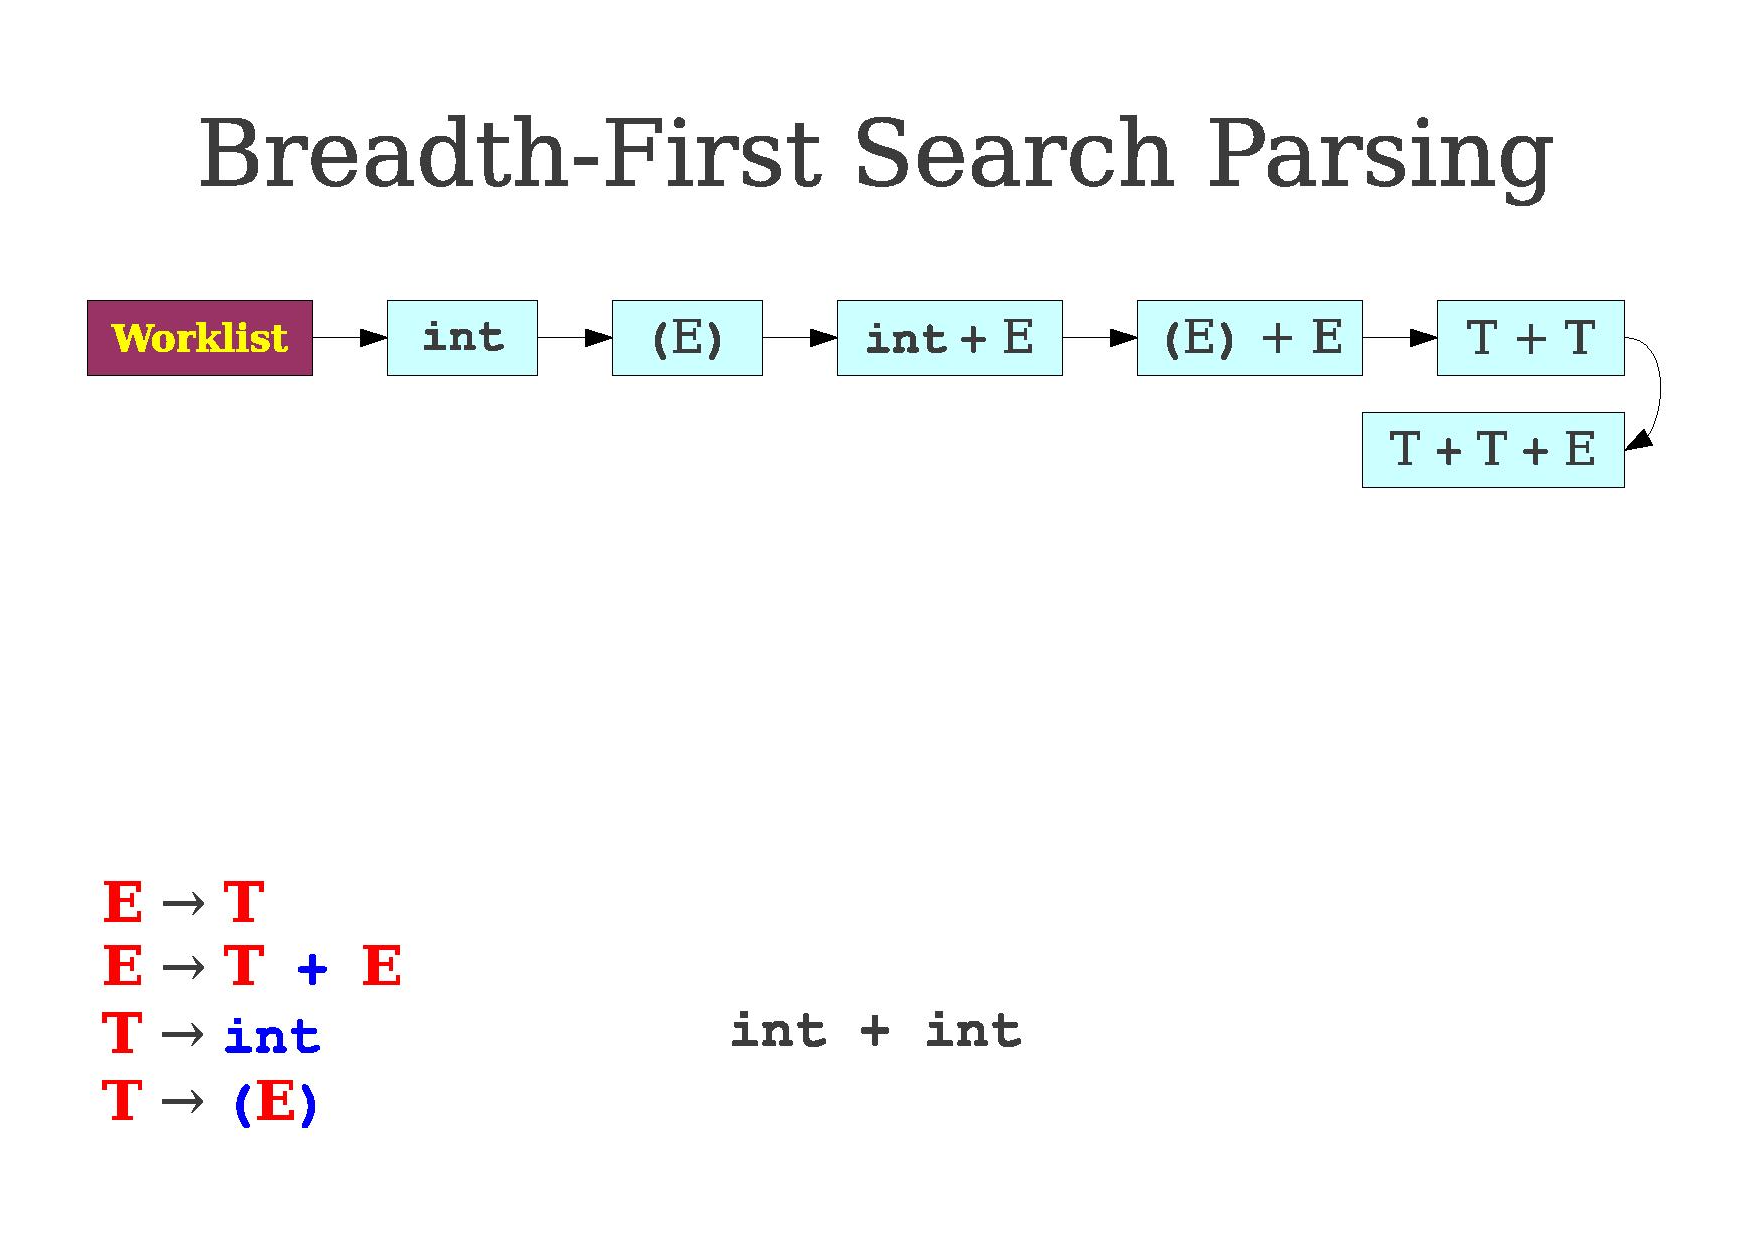 Breadth-First Search Parsing
Worklist int (E) int + E (E) + E T + T
T + T + E
E → T
E → T + E
T → int
T → (E)
int + int